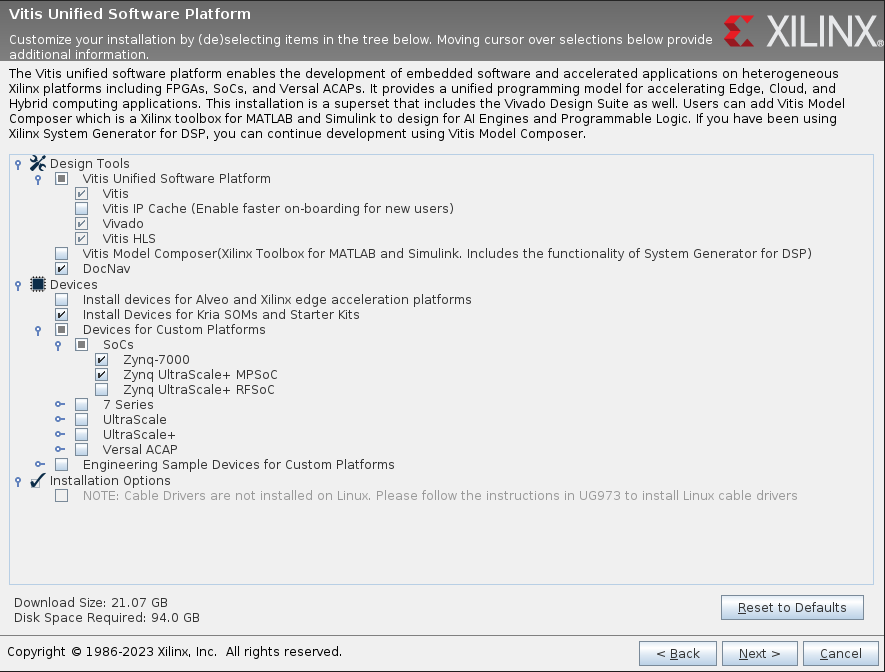 Vitis Unified Software Platform
Customize your installation by (de)selecting items in the tree below. Moving cursor over selections below provide
additional information.
XILINX®
The Vitis unified software platform enables the development of embedded software and accelerated applications on heterogeneous
Xilinx platforms including FPGAs, SoCs, and Versal ACAPs. It provides a unified programming model for accelerating Edge, Cloud, and
Hybrid computing applications. This installation is a superset that includes the Vivado Design Suite as well. Users can add Vitis Model
Composer which is a Xilinx toolbox for MATLAB and Simulink to design for AI Engines and Programmable Logic. If you have been using
Xilinx System Generator for DSP, you can continue development using Vitis Model Composer.
Design Tools
Vitis Unified Software Platform
Vitis
Vitis IP Cache (Enable faster on-boarding for new users)
Vivado
Vitis HLS
Vitis Model Composer(Xilinx Toolbox for MATLAB and Simulink. Includes the functionality of System Generator for DSP)
DocNav
Devices
Install devices for Alveo and Xilinx edge acceleration platforms
Install Devices for Kria SOMs and Starter Kits
Devices for Custom Platforms
SoCs
Zynq-7000
Zynq UltraScale+ MPSoC
Zynq UltraScale+ RFSoC
7 Series
UltraScale
UltraScale+
Versal ACAP
Engineering Sample Devices for Custom Platforms
Installation Options
NOTE: Cable Drivers are not installed on Linux. Please follow the instructions in UG973 to install Linux cable drivers
Download Size: 21.07 GB
Disk Space Required: 94.0 GB
Reset to Defaults
Copyright © 1986-2023 Xilinx, Inc. All rights reserved.
< Back
Next >
Cancel